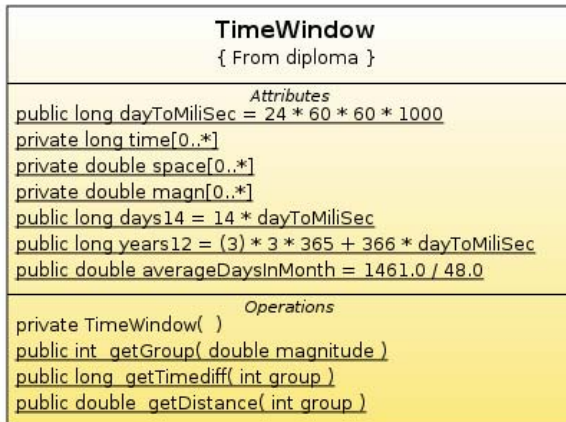 TimeWindow
{ From diploma }
Attributes
public long dayToMiliSec = 24 * 60 * 60 * 1000
private long time[0..*]
private double space[0..*]
private double magn[0..*]
public long days14 = 14 * dayToMiliSec
public long years12 = (3) * 3 * 365 + 366 * dayToMiliSec
public double averageDaysInMonth = 1461.0 / 48.0
Operations
private TimeWindow(  )
public int  getGroup( double magnitude )
public long  getTimediff( int group )
public double  getDistance( int group )